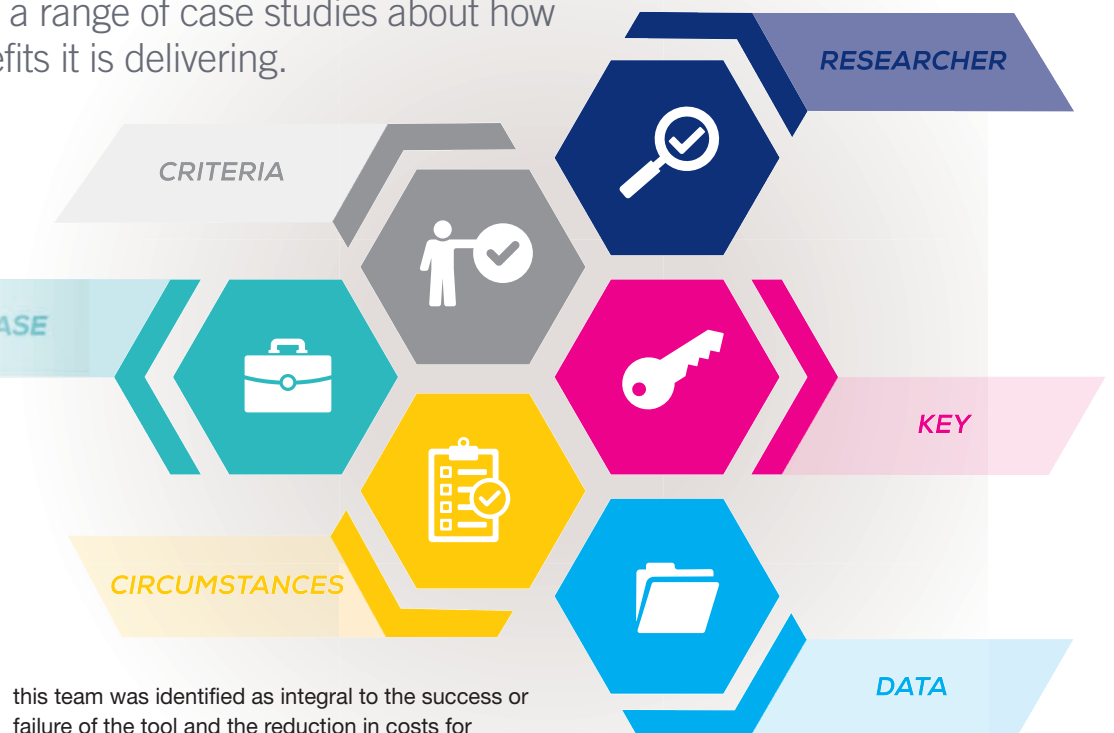 a range of case studies about how
efits it is delivering.
RESEARCHER
CRITERIA
ASE
KEY
CIRCUMSTANCES
DATA
this team was identified as integral to the success or
failure of the tool and the reduction in costs for